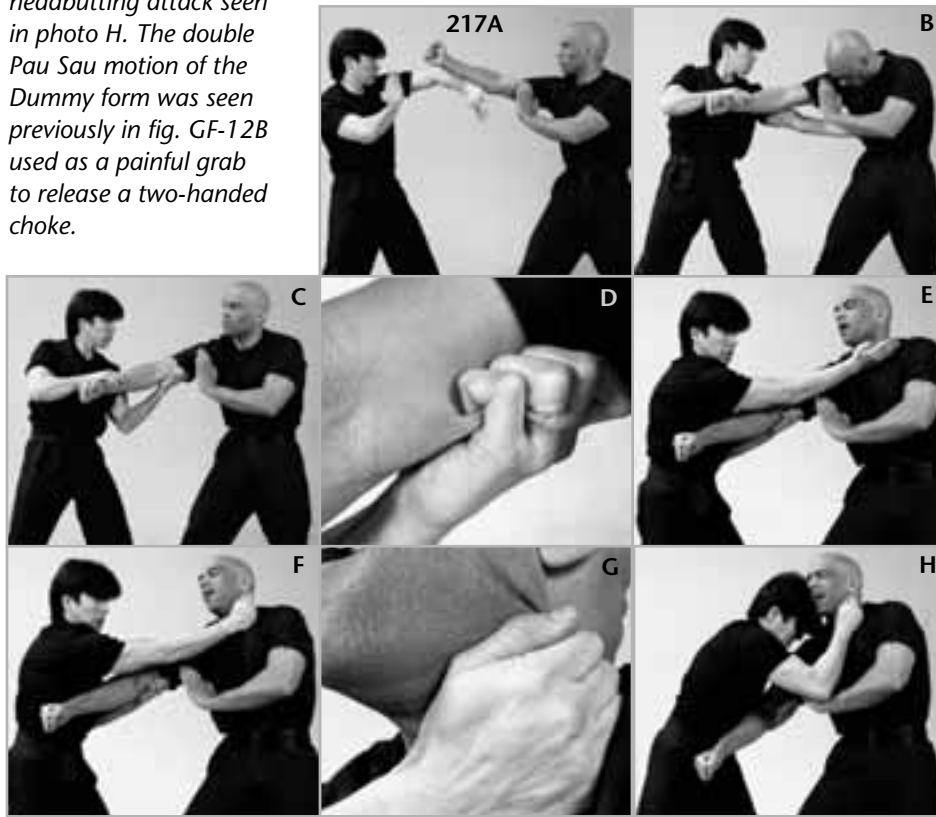 headbutting attack seen
in photo H. The double
Pau Sau motion of the
Dummy form was seen
previously in fig. GF-12B
used as a painful grab
to release a two-handed
choke.
217A
B
C
D
E
F
G
H